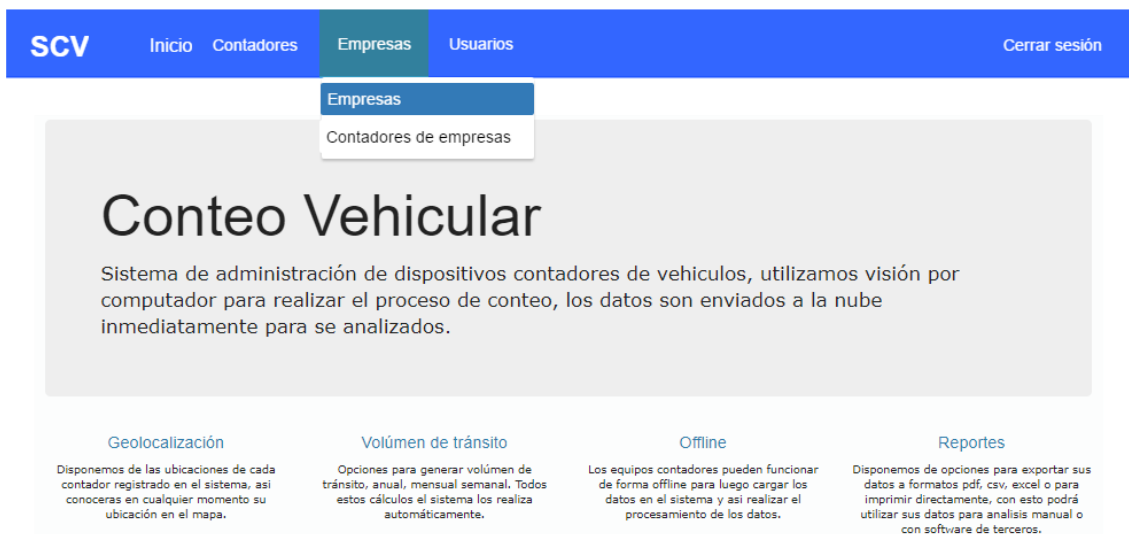 SCV Inicio Contadores Empresas Usuarios Cerrar sesión
Empresas
Contadores de empresas
Conteo Vehicular
Sistema de administración de dispositivos contadores de vehiculos, utilizamos visión por
computador para realizar el proceso de conteo, los datos son enviados a la nube
inmediatamente para se analizados.
Geolocalización
Disponemos de las ubicaciones de cada
contador registrado en el sistema, asi
conoceras en cualquier momento su
ubicación en el mapa.
Volúmen de tránsito
Opciones para generar volúmen de
tránsito, anual, mensual semanal. Todos
estos cálculos el sistema los realiza
automáticamente.
Offline
Los equipos contadores pueden funcionar
de forma offline para luego cargar los
datos en el sistema y asi realizar el
procesamiento de los datos.
Reportes
Disponemos de opciones para exportar sus
datos a formatos pdf, csv, excel o para
imprimir directamente, con esto podrá
utilizar sus datos para analisis manual o
con software de terceros.